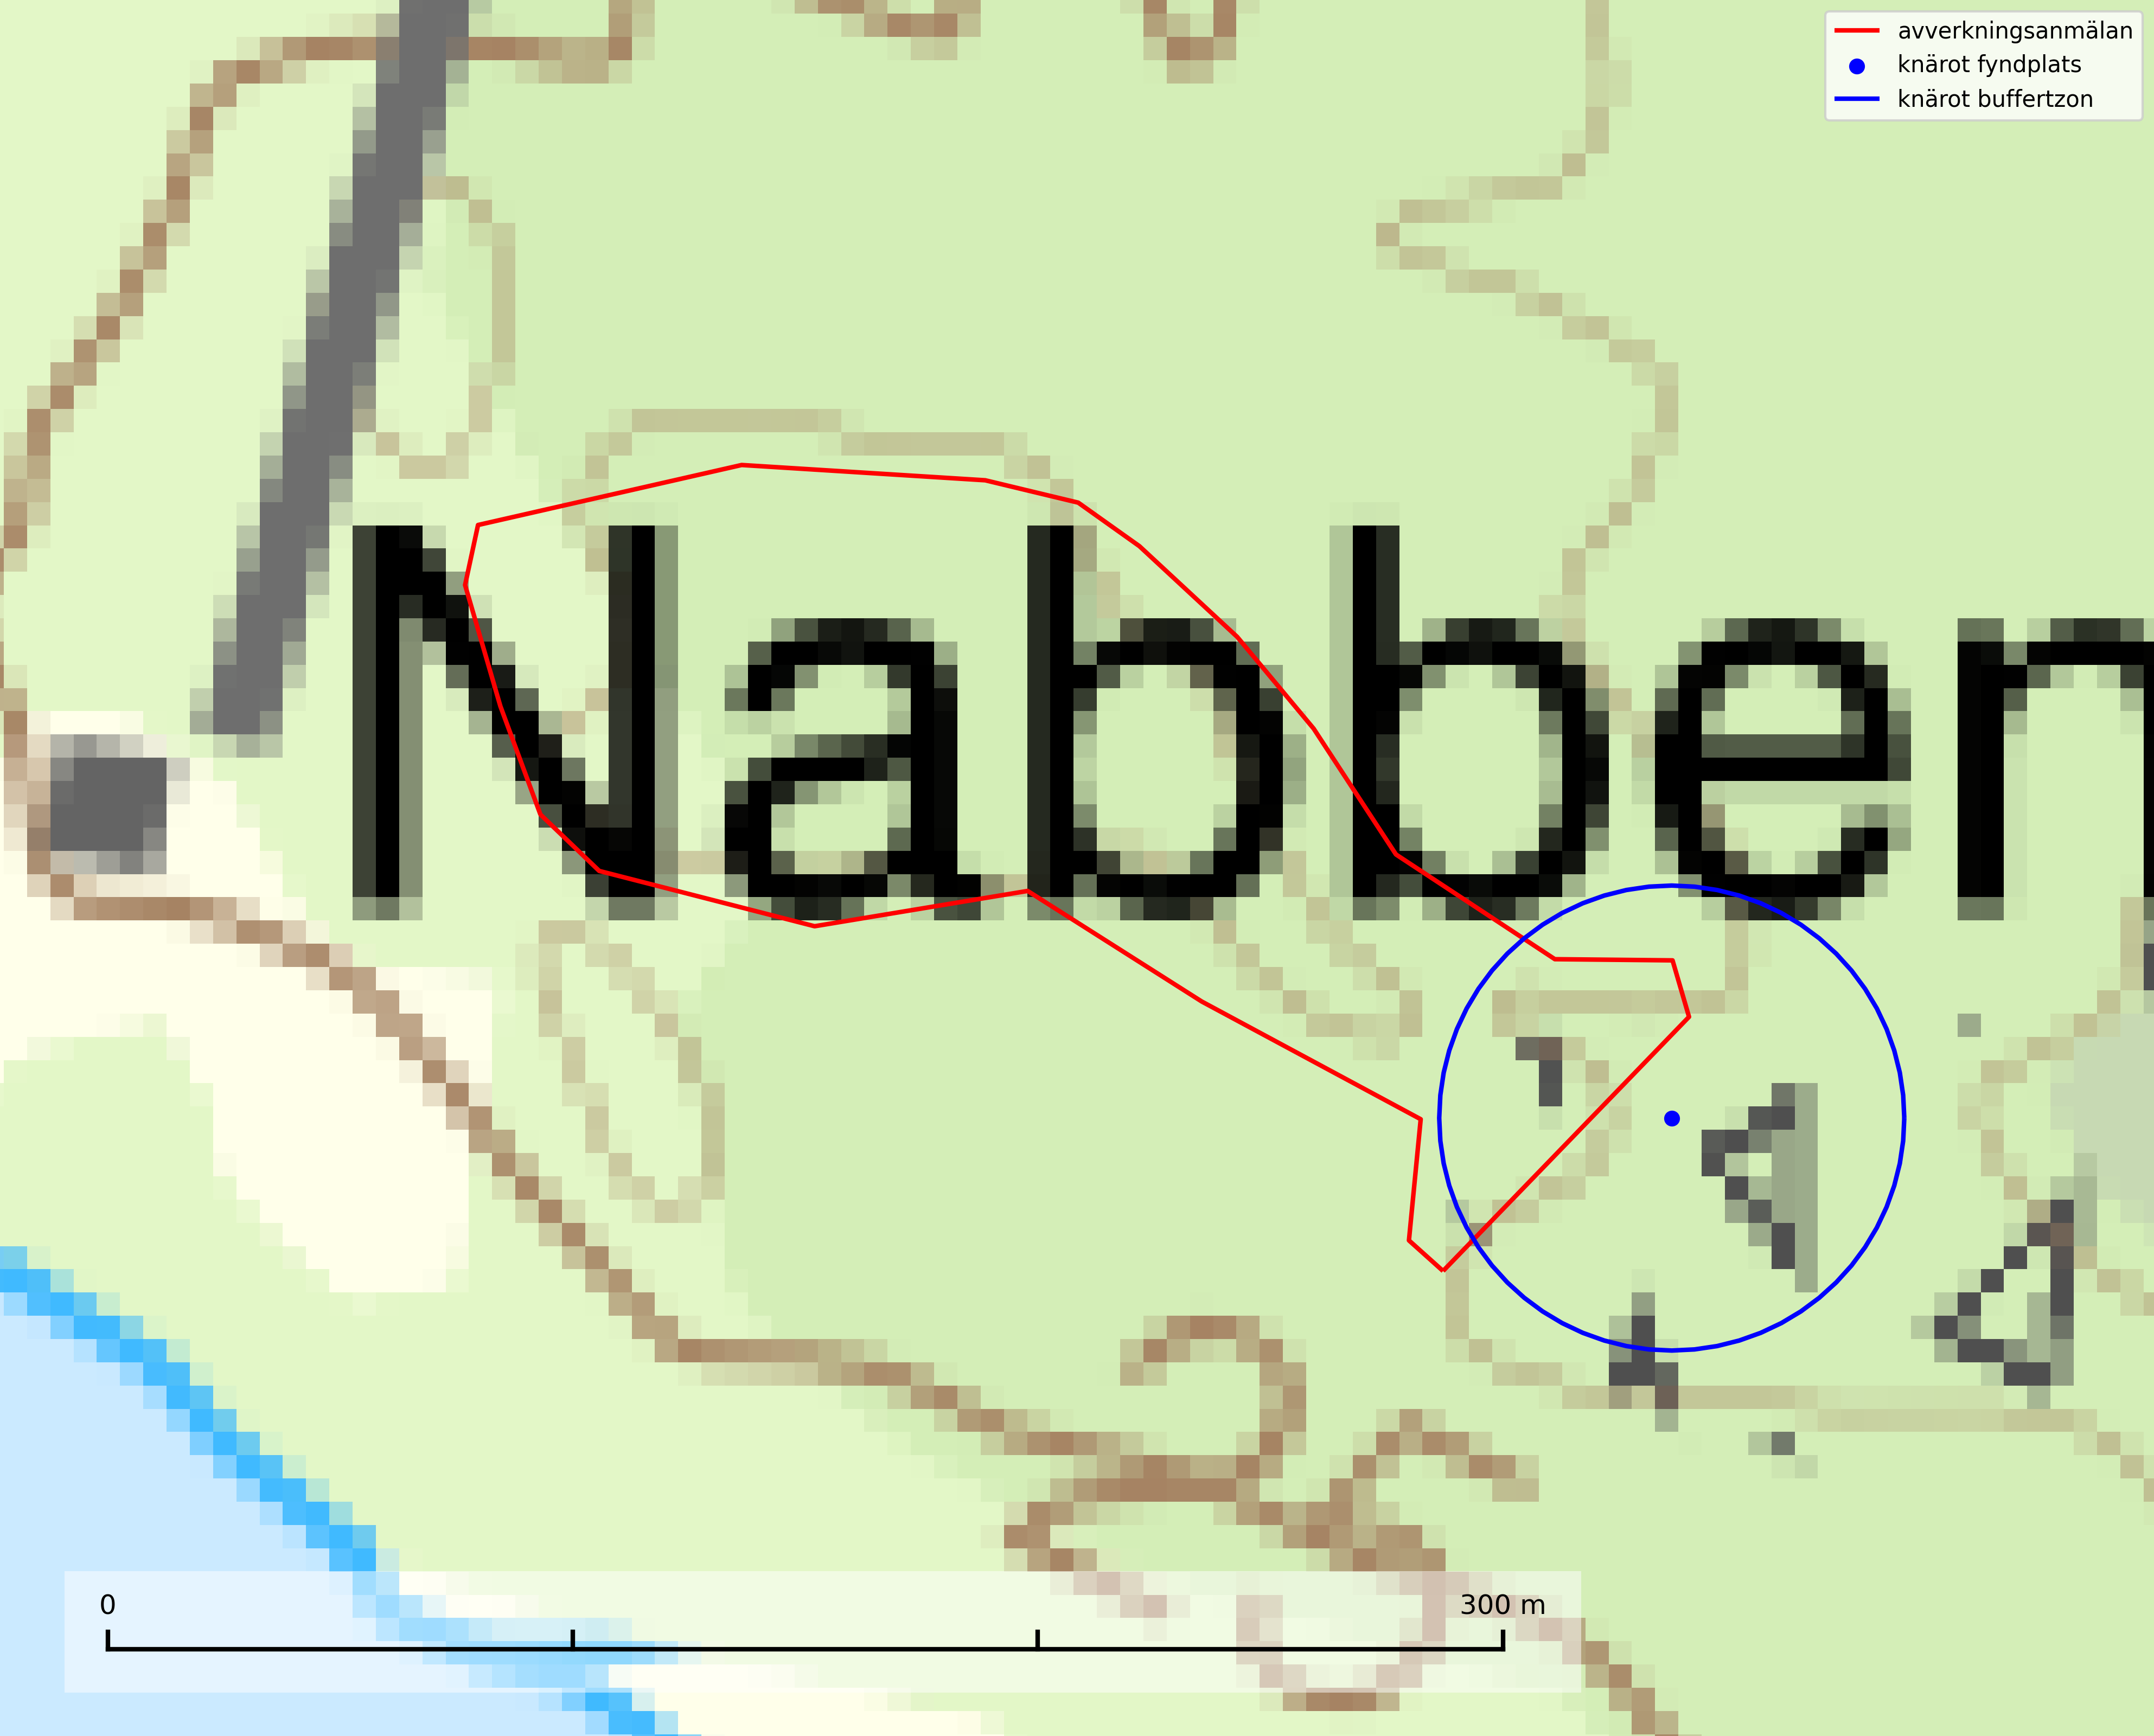 avverkningsanmälan
knärot fyndplats
knärot buffertzon
Nabben
0 300 m